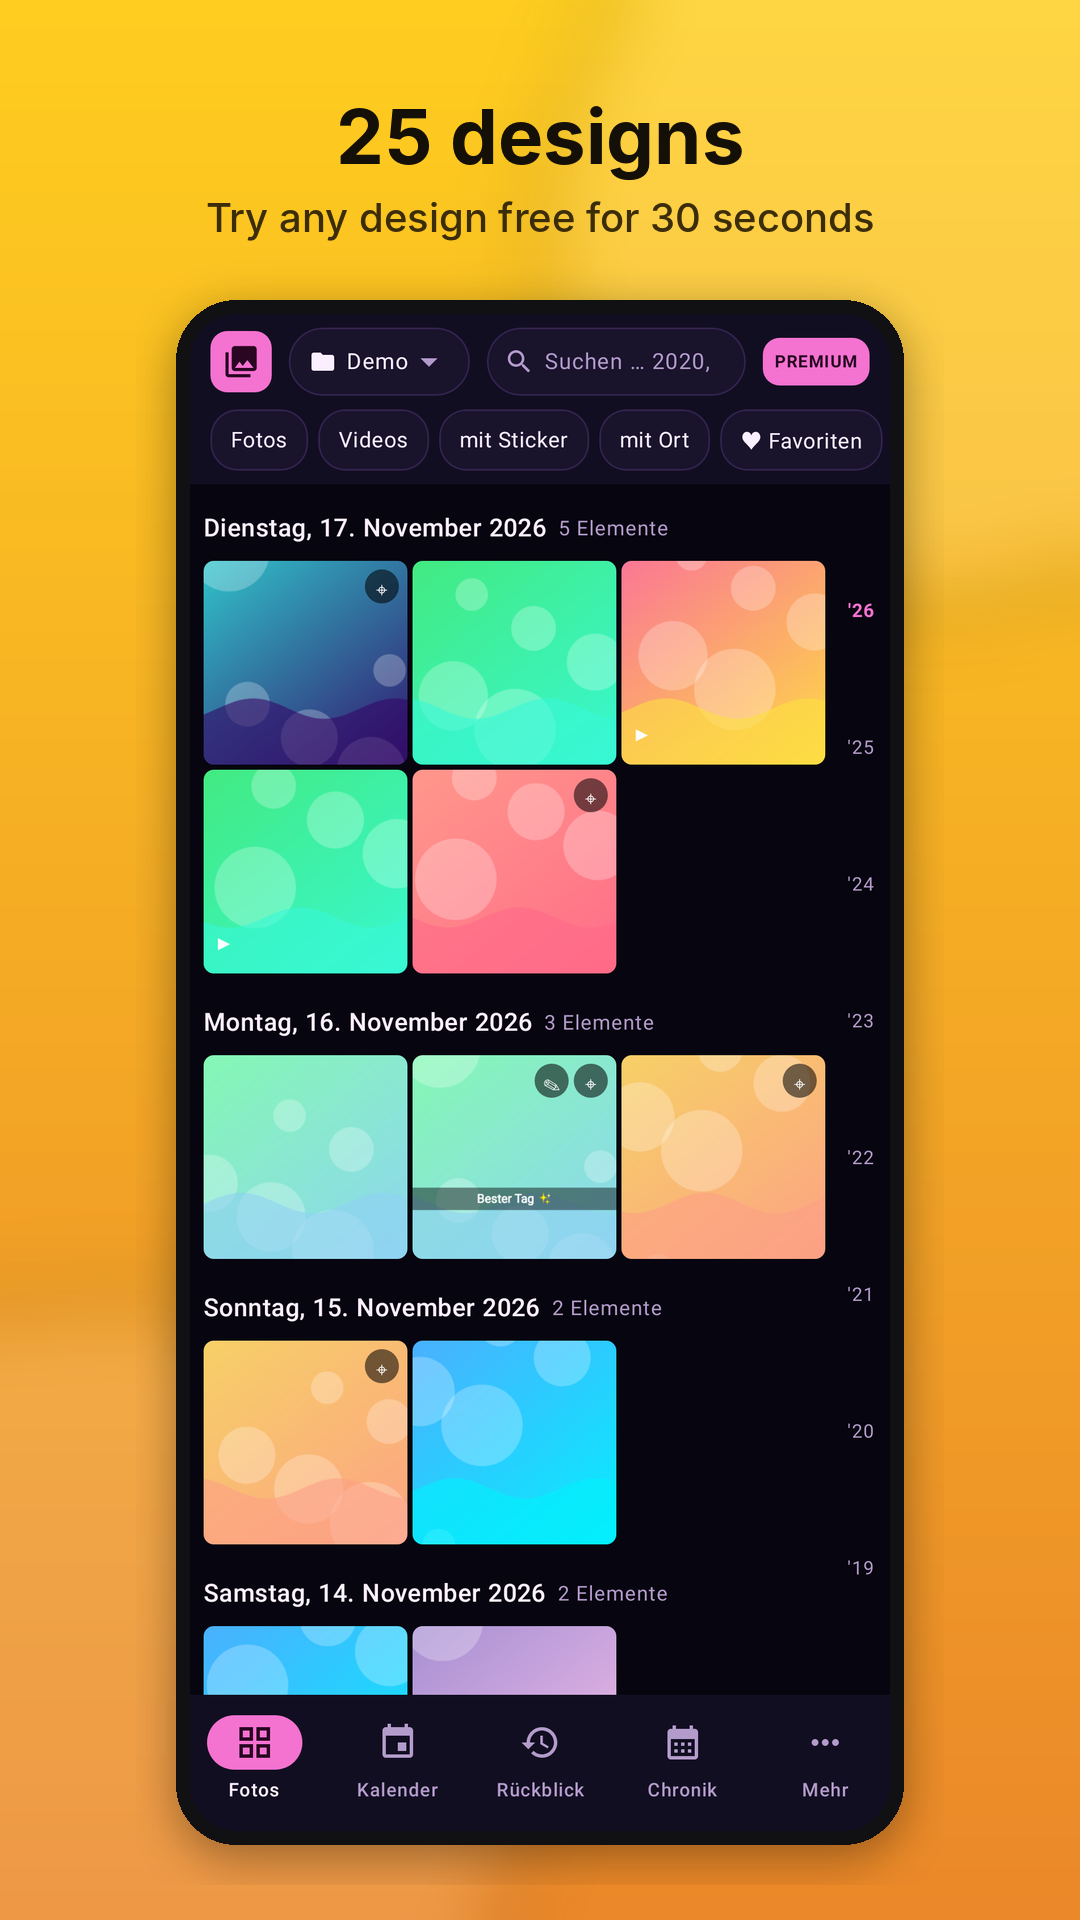 25 designs
Try any design free for 30 seconds
Demo
Suchen ... 2020,
PREMIUM
Fotos
Videos
mit Sticker
mit Ort
♥ Favoriten
Dienstag, 17. November 2026 5 Elemente
'26
'25
'24
Montag, 16. November 2026 3 Elemente
'23
'22
Bester Tag ✨
'21
Sonntag, 15. November 2026 2 Elemente
'20
'19
Samstag, 14. November 2026 2 Elemente
Fotos
Kalender
Rückblick
Chronik
Mehr